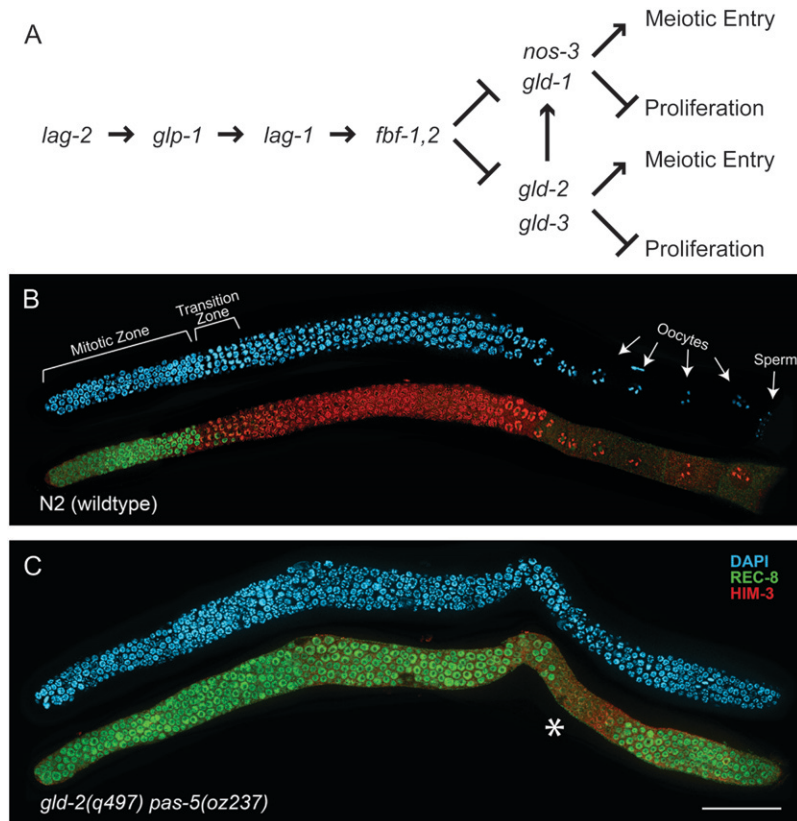 A
Meiotic Entry
nos-3
gld-1
Proliferation
lag-2 → glp-1 → lag-1 → fbf-1,2
Meiotic Entry
gld-2
gld-3
Proliferation
B
Mitotic Zone
Transition
Zone
Oocytes
Sperm
N2 (wildtype)
C
DAPI
REC-8
HIM-3
*
gld-2(q497) pas-5(oz237)